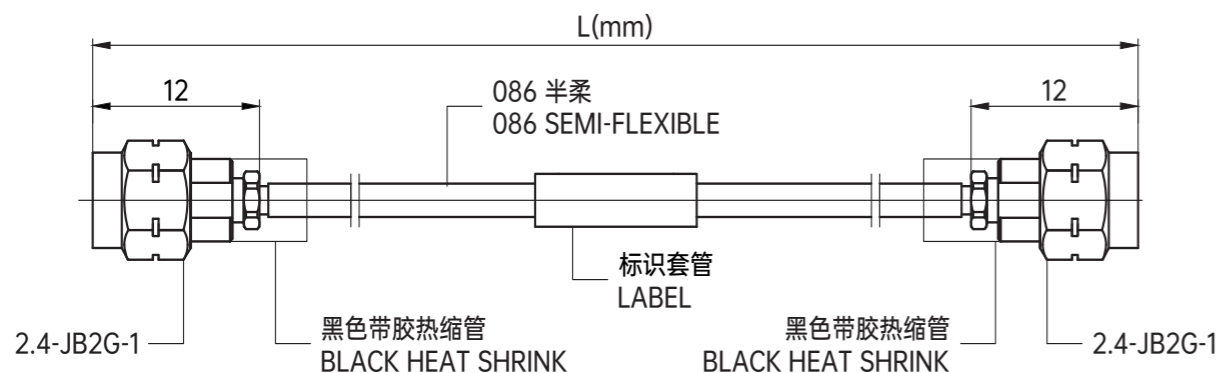 L(mm)
12
086 半柔
086 SEMI-FLEXIBLE
12
标识套管
LABEL
2.4-JB2G-1
黑色带胶热缩管
BLACK HEAT SHRINK
黑色带胶热缩管
BLACK HEAT SHRINK
2.4-JB2G-1